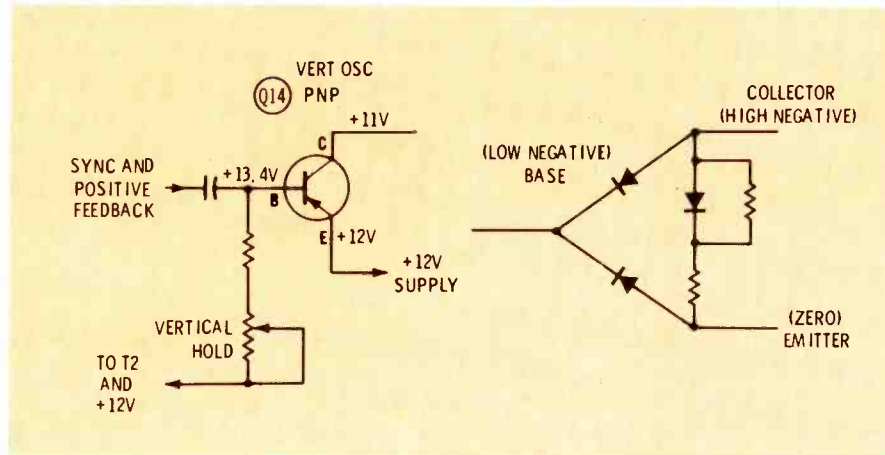 VERT OSC
Q14 PNP
C
+11V
SYNC AND
POSITIVE
FEEDBACK
+13.4V
B
E
+12V
+12V
SUPPLY
VERTICAL
HOLD
TO T2
AND
+12V
COLLECTOR
(HIGH NEGATIVE)
(LOW NEGATIVE)
BASE
(ZERO)
EMITTER